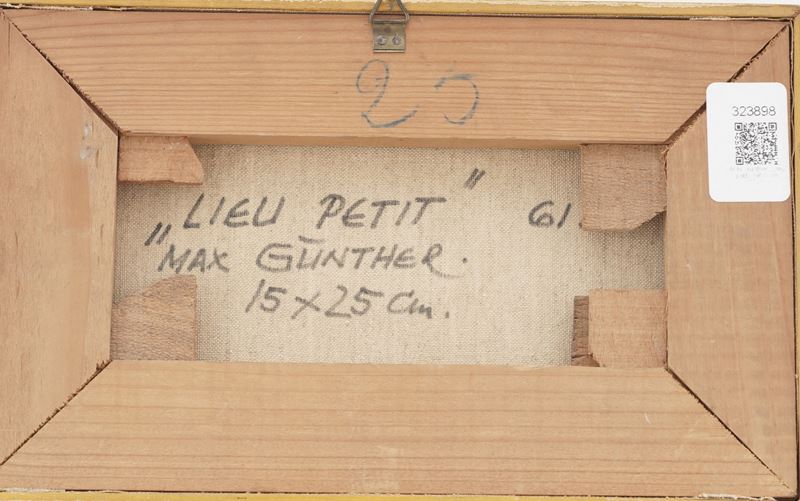 25
323898
„LIEU PETIT" 61.
MAX GÜNTHER.
15 x 25 cm.